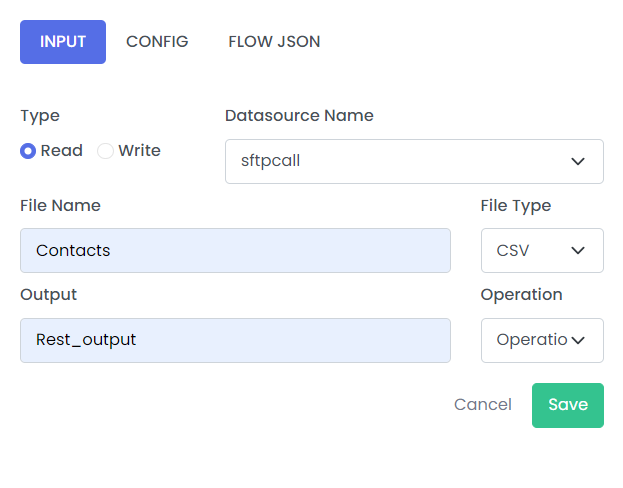 INPUT CONFIG FLOW JSON
Type Datasource Name
Read Write sftpcall
File Name File Type
Contacts CSV
Output Operation
Rest_output Operatio
Cancel Save